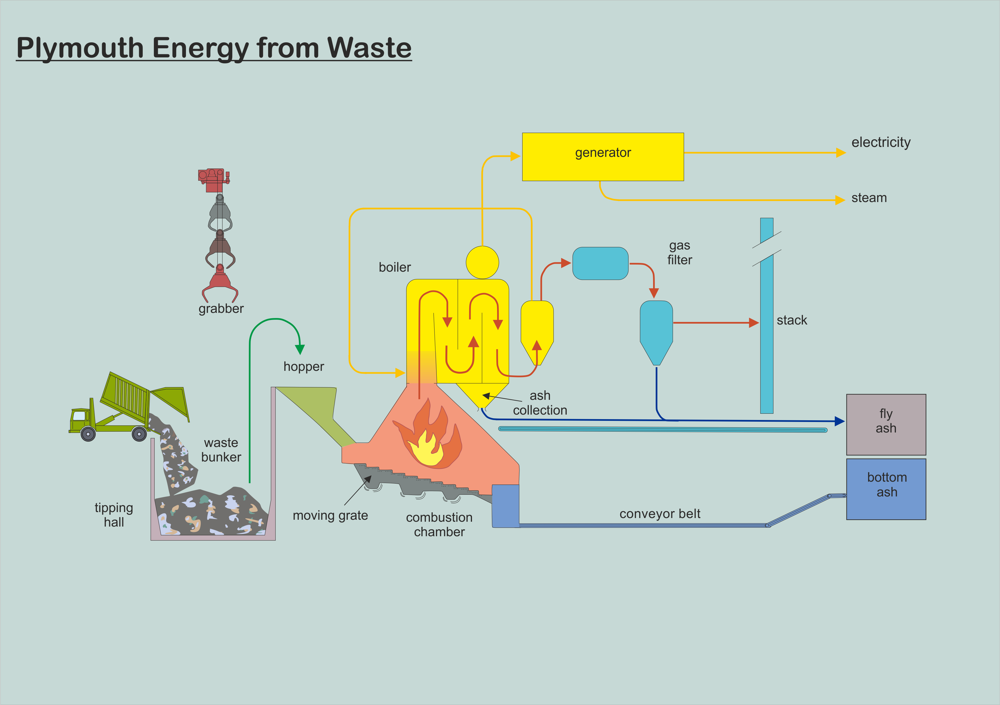 Plymouth Energy from Waste
electricity
generator
steam
gas
filter
boiler
grabber
stack
hopper
ash
collection
fly
ash
waste
bunker
bottom
ash
tipping
hall
moving grate
combustion
chamber
conveyor belt